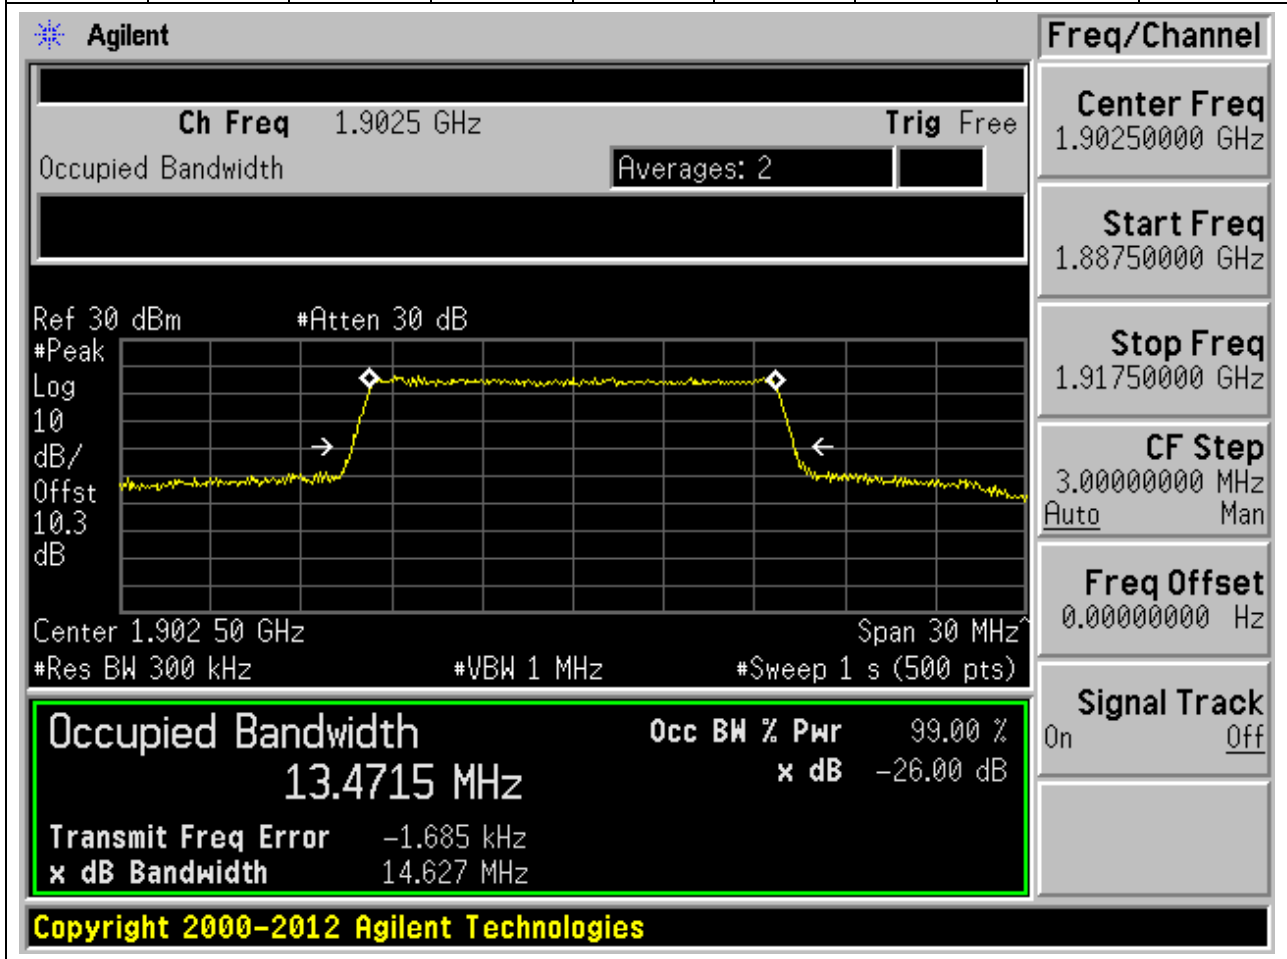 Agilent
Freq/Channel
Ch Freq 1.9025 GHz Trig Free
Occupied Bandwidth Averages: 2
Ref 30 dBm #Atten 30 dB
#Peak
Log
10
dB/
Offst
10.3
dB
Center 1.902 50 GHz Span 30 MHz^
#Res BW 300 kHz #VBW 1 MHz #Sweep 1 s (500 pts)
Occupied Bandwidth
13.4715 MHz
Occ BW % Pwr 99.00 %
x dB -26.00 dB
Transmit Freq Error -1.685 kHz
x dB Bandwidth 14.627 MHz
Center Freq
1.90250000 GHz
Start Freq
1.88750000 GHz
Stop Freq
1.91750000 GHz
CF Step
3.00000000 MHz
Auto Man
Freq Offset
0.00000000 Hz
Signal Track
On Off
Copyright 2000-2012 Agilent Technologies